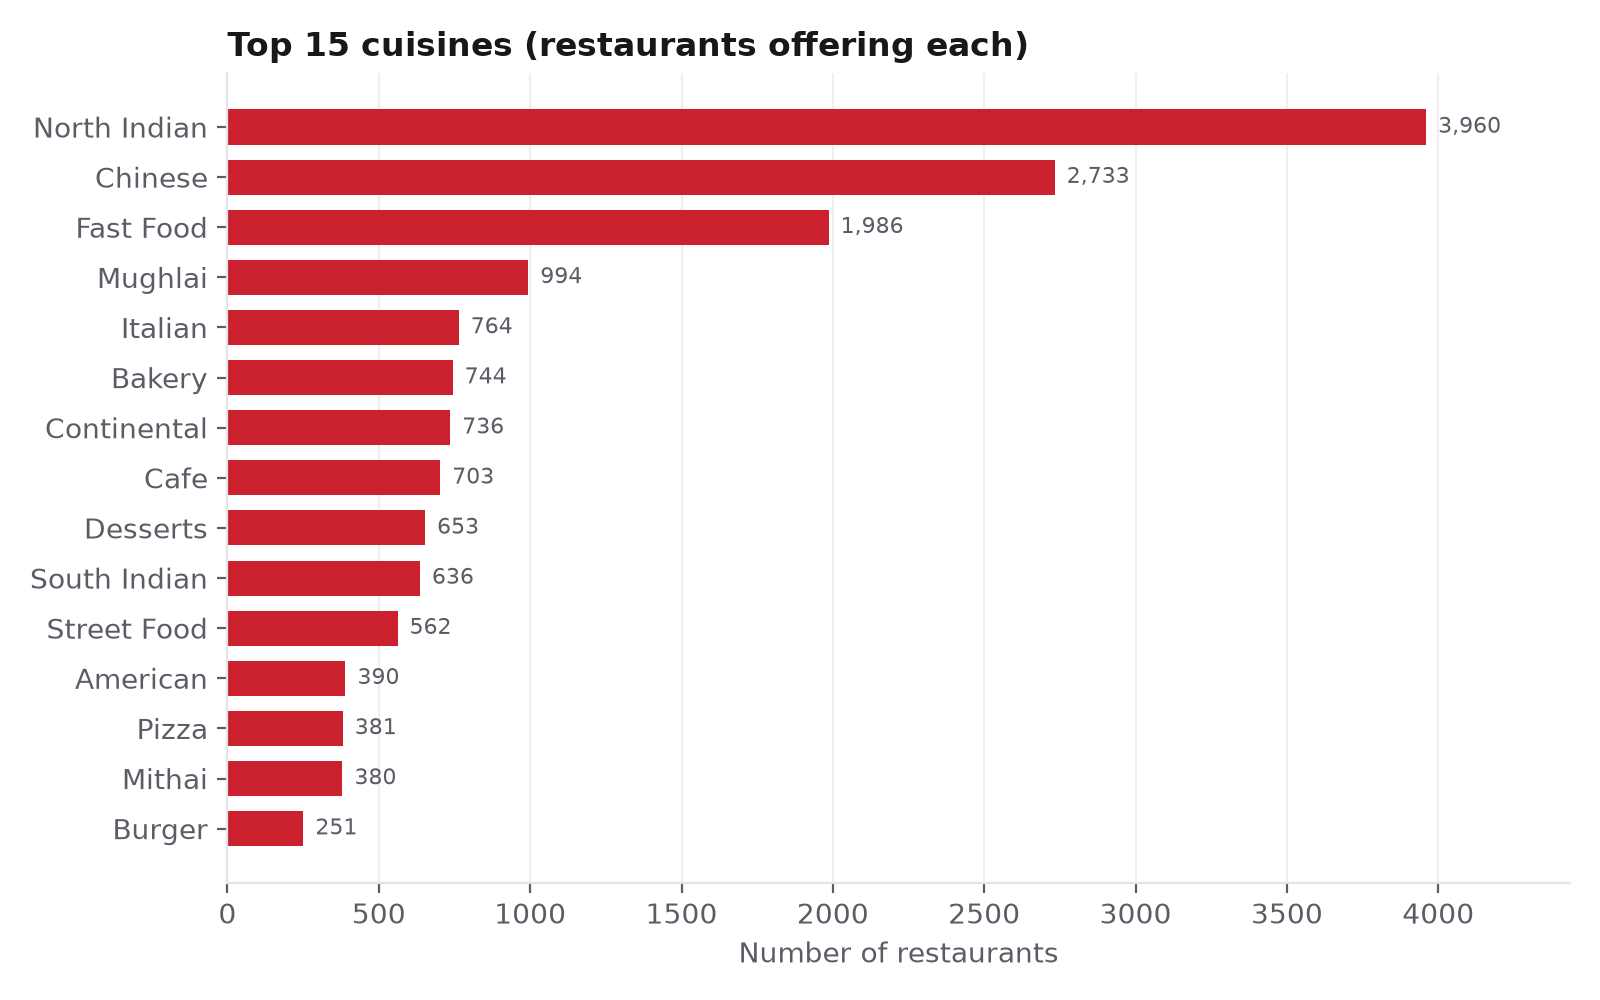 Top 15 cuisines (restaurants offering each)
North Indian 3,960
Chinese 2,733
Fast Food 1,986
Mughlai 994
Italian 764
Bakery 744
Continental 736
Cafe 703
Desserts 653
South Indian 636
Street Food 562
American 390
Pizza 381
Mithai 380
Burger 251
0 500 1000 1500 2000 2500 3000 3500 4000
Number of restaurants